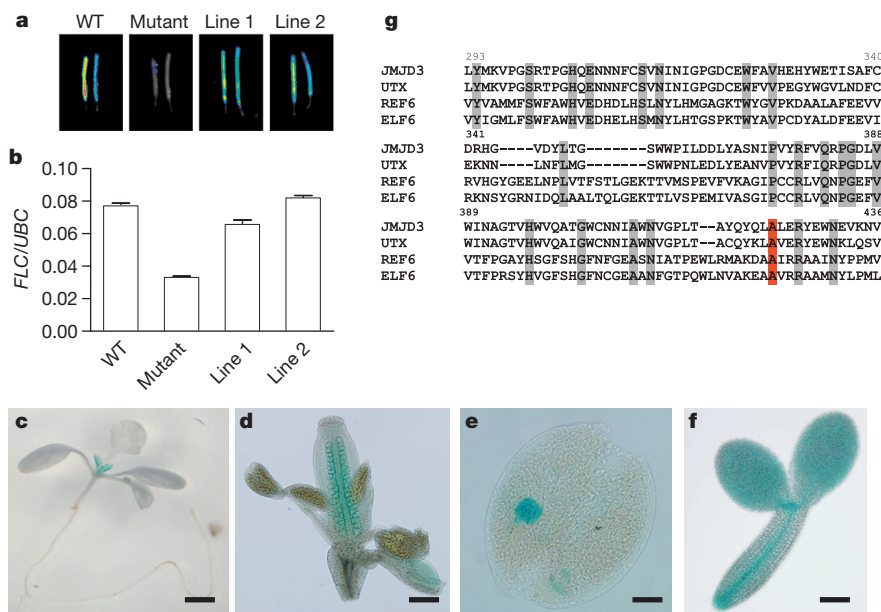 a
WT Mutant Line 1 Line 2
b
FLC/UBC
0.10
0.08
0.06
0.04
0.02
0.00
WT Mutant Line 1 Line 2
g
293 340
JMJD3 LYMKVPGSRTPGHQENNNFCSVNINIGPGDCEWFAVHEHYWETISAFC
UTX LYMKVPGSRTPGHQENNNFCSVNINIGPGDCEWFVVPEGYWGVLNDFC
REF6 VYVAMMFSWFAWHVEDHDLHSLNYLHMGAGKTWYGVPKDAALAFEEVV
ELF6 VYIGMLFSWFAWHVEDHELHSMNYLHTGSPKTWYAVPCDYALDFEEVI
341 388
JMJD3 DRHG-----VDYLTG-------SWWPILDDLYASNIPVYRFVQRPGDLV
UTX EKNN-----LNFLMG-------SWWPNLEDLYEANVPVYRFIQRPGDLV
REF6 RVHGYGEELNPLVTFSTLGEKTTVMSPEVFVKAGIPCCRLVQNPGEFV
ELF6 RKNSYGRNIDQLAALTQLGEKTTLVSPEMIVASGIPCCRLVQNPGEFV
389 436
JMJD3 WINAGTVHWVQATGWCNNIAWNVGPLT--AYQYQLALERYEWNEVKNV
UTX WINAGTVHWVQAIGWCNNIAWNVGPLT--ACQYKLAVERYEWNKLQSV
REF6 VTFPGAYHSGFSHGFNFGEASNIATPEWLRMAKDAAIRRAAINYPPMV
ELF6 VTFPRSYHVGFSHGFNCGEAANFGTPQWLNVAKEAAVRRAAMNYLPML
c
d
e
f